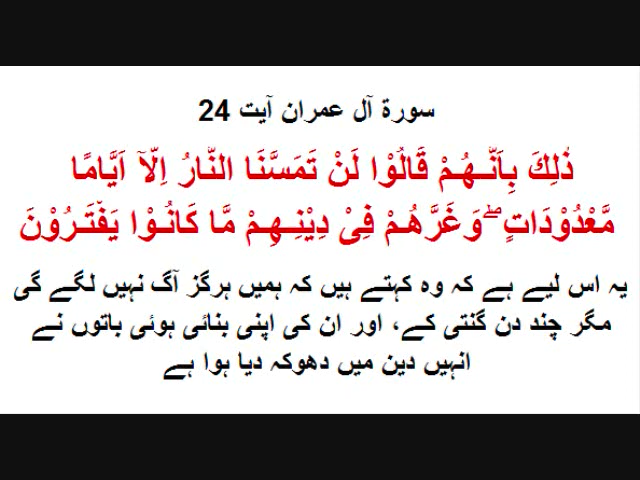 سورۃ آل عمران آیت 24
ذٰلِكَ بِاَنَّـهُـمْ قَالُوْا لَنْ تَمَسَّنَا النَّارُ اِلَّآ اَيَّامًا
مَّعْدُوْدَاتٍ ۖ وَغَرَّهُـمْ فِىْ دِيْنِـهِـمْ مَّا كَانُـوْا يَفْتَـرُوْنَ
یہ اس لیے ہے کہ وہ کہتے ہیں کہ ہمیں ہرگز آگ نہیں لگے گی
مگر چند دن گنتی کے، اور ان کی اپنی بنائی ہوئی باتوں نے
انہیں دین میں دھوکہ دیا ہوا ہے